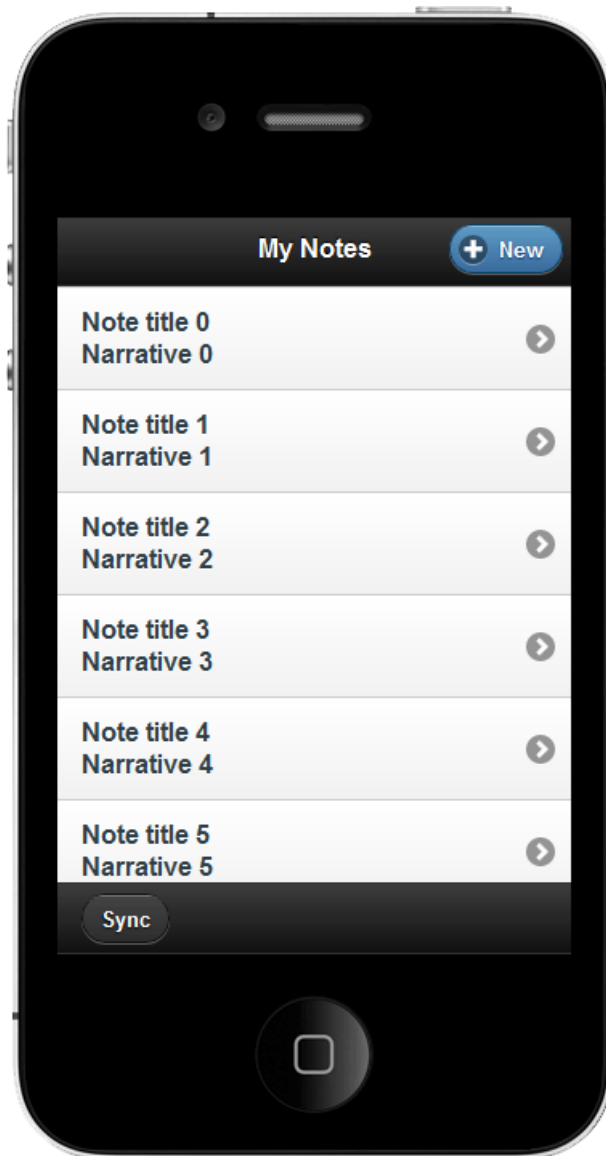 My Notes
New
Note title 0
Narrative 0
Note title 1
Narrative 1
Note title 2
Narrative 2
Note title 3
Narrative 3
Note title 4
Narrative 4
Note title 5
Narrative 5
Sync